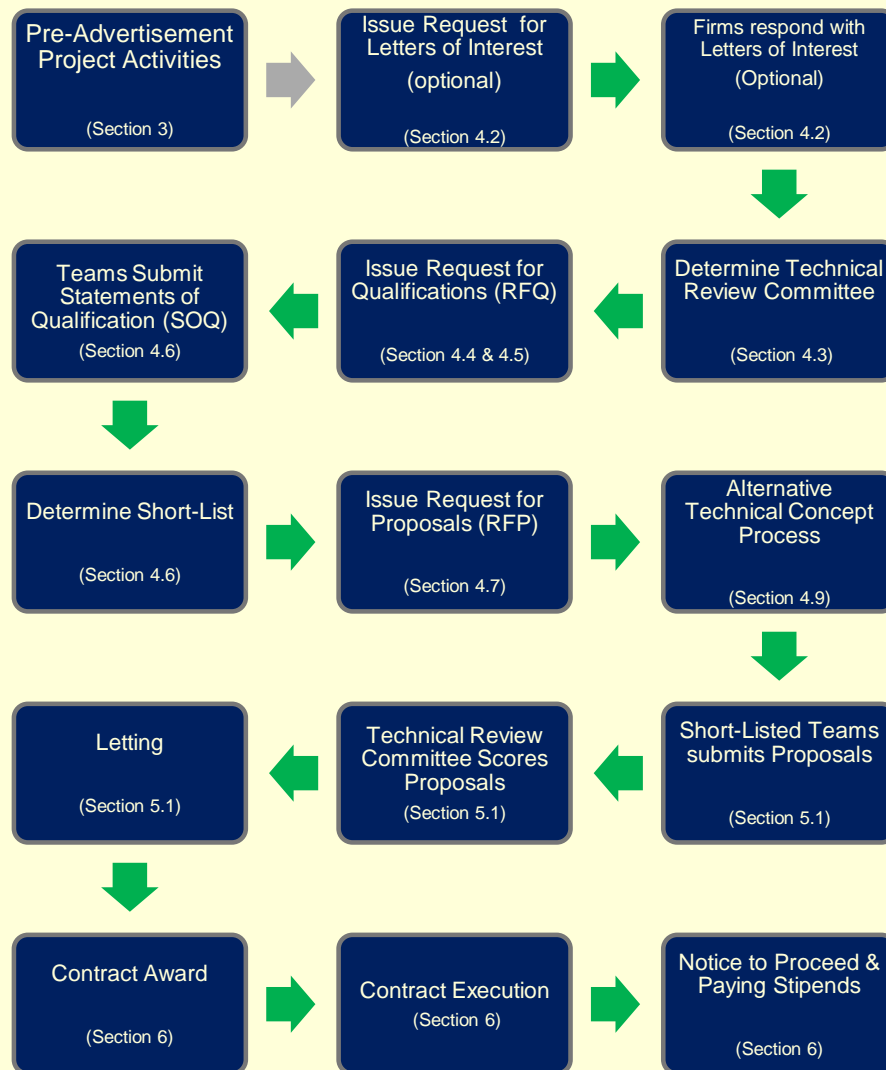 Pre-Advertisement
Project Activities
(Section 3)
Issue Request for
Letters of Interest
(optional)
(Section 4.2)
Firms respond with
Letters of Interest
(Optional)
(Section 4.2)
Determine Technical
Review Committee
(Section 4.3)
Issue Request for
Qualifications (RFQ)
(Section 4.4 & 4.5)
Teams Submit
Statements of
Qualification (SOQ)
(Section 4.6)
Determine Short-List
(Section 4.6)
Issue Request for
Proposals (RFP)
(Section 4.7)
Alternative
Technical Concept
Process
(Section 4.9)
Short-Listed Teams
submits Proposals
(Section 5.1)
Technical Review
Committee Scores
Proposals
(Section 5.1)
Letting
(Section 5.1)
Contract Award
(Section 6)
Contract Execution
(Section 6)
Notice to Proceed &
Paying Stipends
(Section 6)